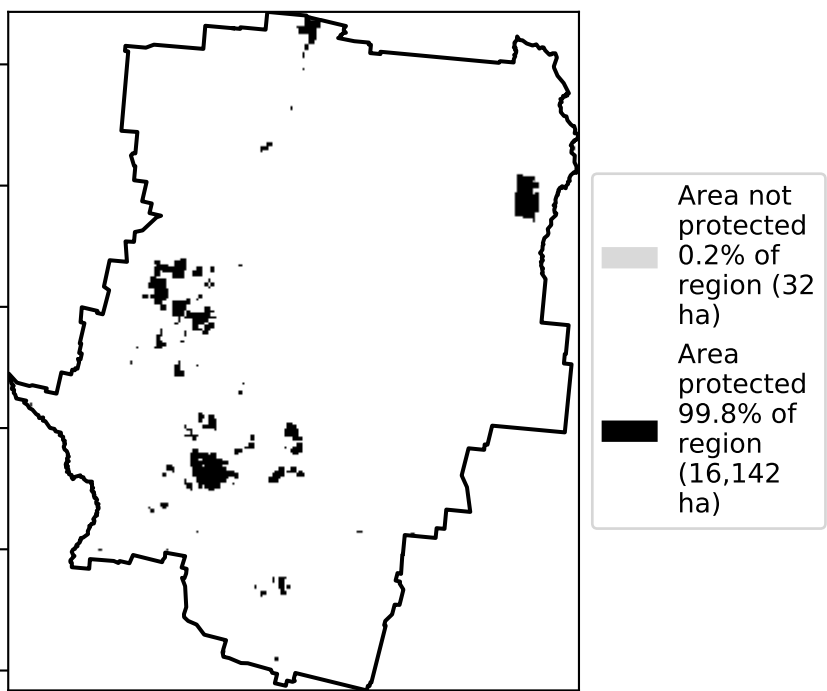 Area not
protected
0.2% of
region (32
ha)
Area
protected
99.8% of
region
(16,142
ha)